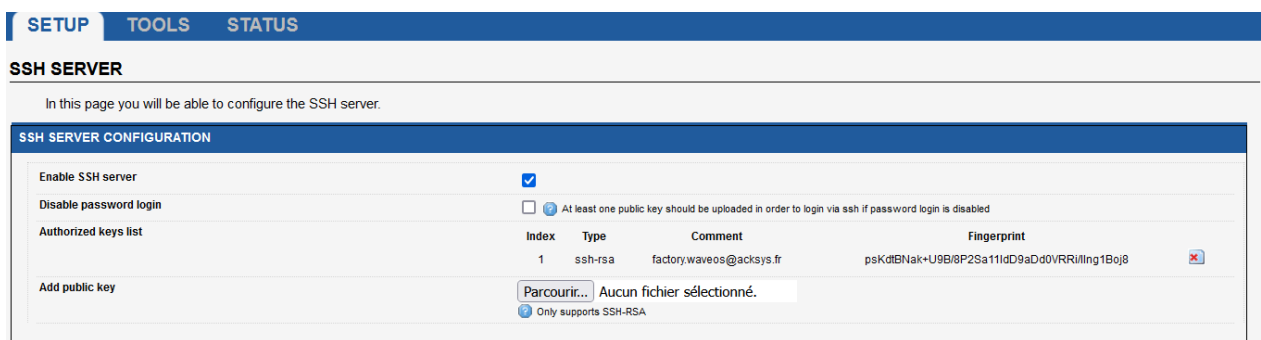 SETUP TOOLS STATUS
SSH SERVER
In this page you will be able to configure the SSH server.
SSH SERVER CONFIGURATION
Enable SSH server
Disable password login At least one public key should be uploaded in order to login via ssh if password login is disabled
Authorized keys list Index Type Comment Fingerprint
1 ssh-rsa factory.waveos@acksys.fr psKdtBNak+U9B/8P2Sa11ldD9aDd0VRRi/lIng1Boj8
Add public key Parcourir... Aucun fichier sélectionné.
Only supports SSH-RSA